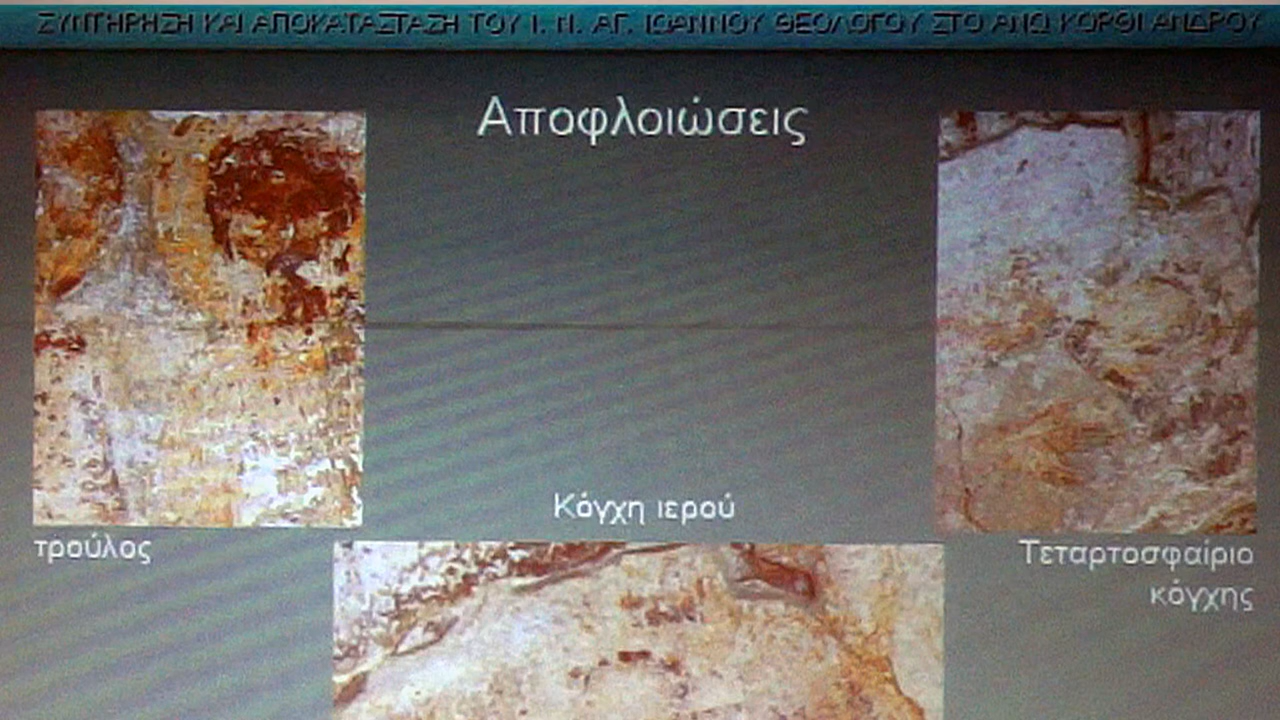 ΣΥΝΤΗΡΗΣΗ ΚΑΙ ΑΠΟΚΑΤΑΣΤΑΣΗ ΤΟΥ Ι. Ν. ΑΓ. ΙΩΑΝΝΟΥ ΘΕΟΛΟΓΟΥ ΣΤΟ ΑΝΩ ΚΟΡΘΙ ΑΝΔΡΟΥ
Αποφλοιώσεις
Κόγχη ιερού
τρούλος
Τεταρτοσφαίριο
κόγχης